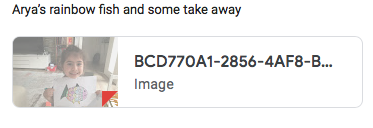 Arya's rainbow fish and some take away
BCD770A1-2856-4AF8-B...
Image